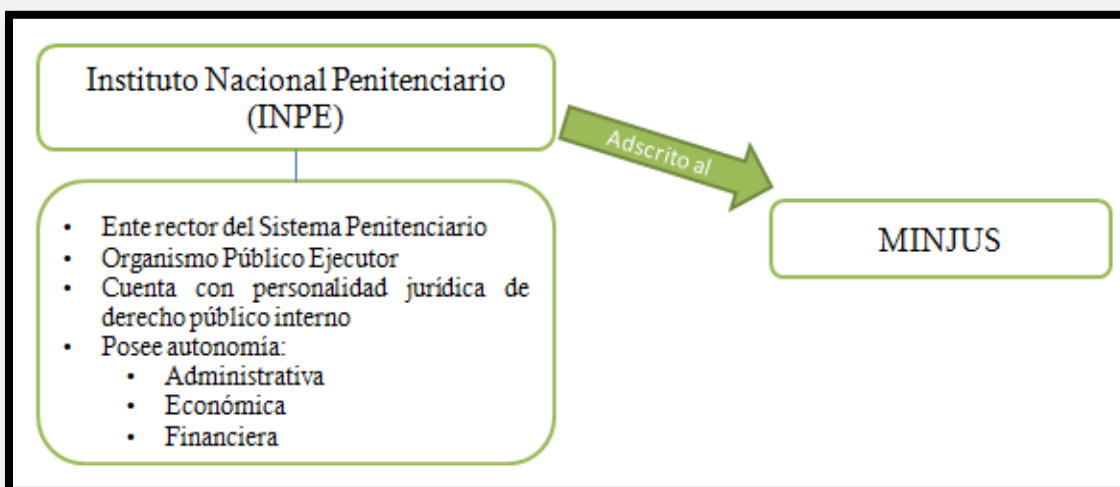 Instituto Nacional Penitenciario
(INPE)
Adscrito al
MINJUS
• Ente rector del Sistema Penitenciario
• Organismo Público Ejecutor
• Cuenta con personalidad jurídica de
derecho público interno
• Posee autonomía:
• Administrativa
• Económica
• Financiera